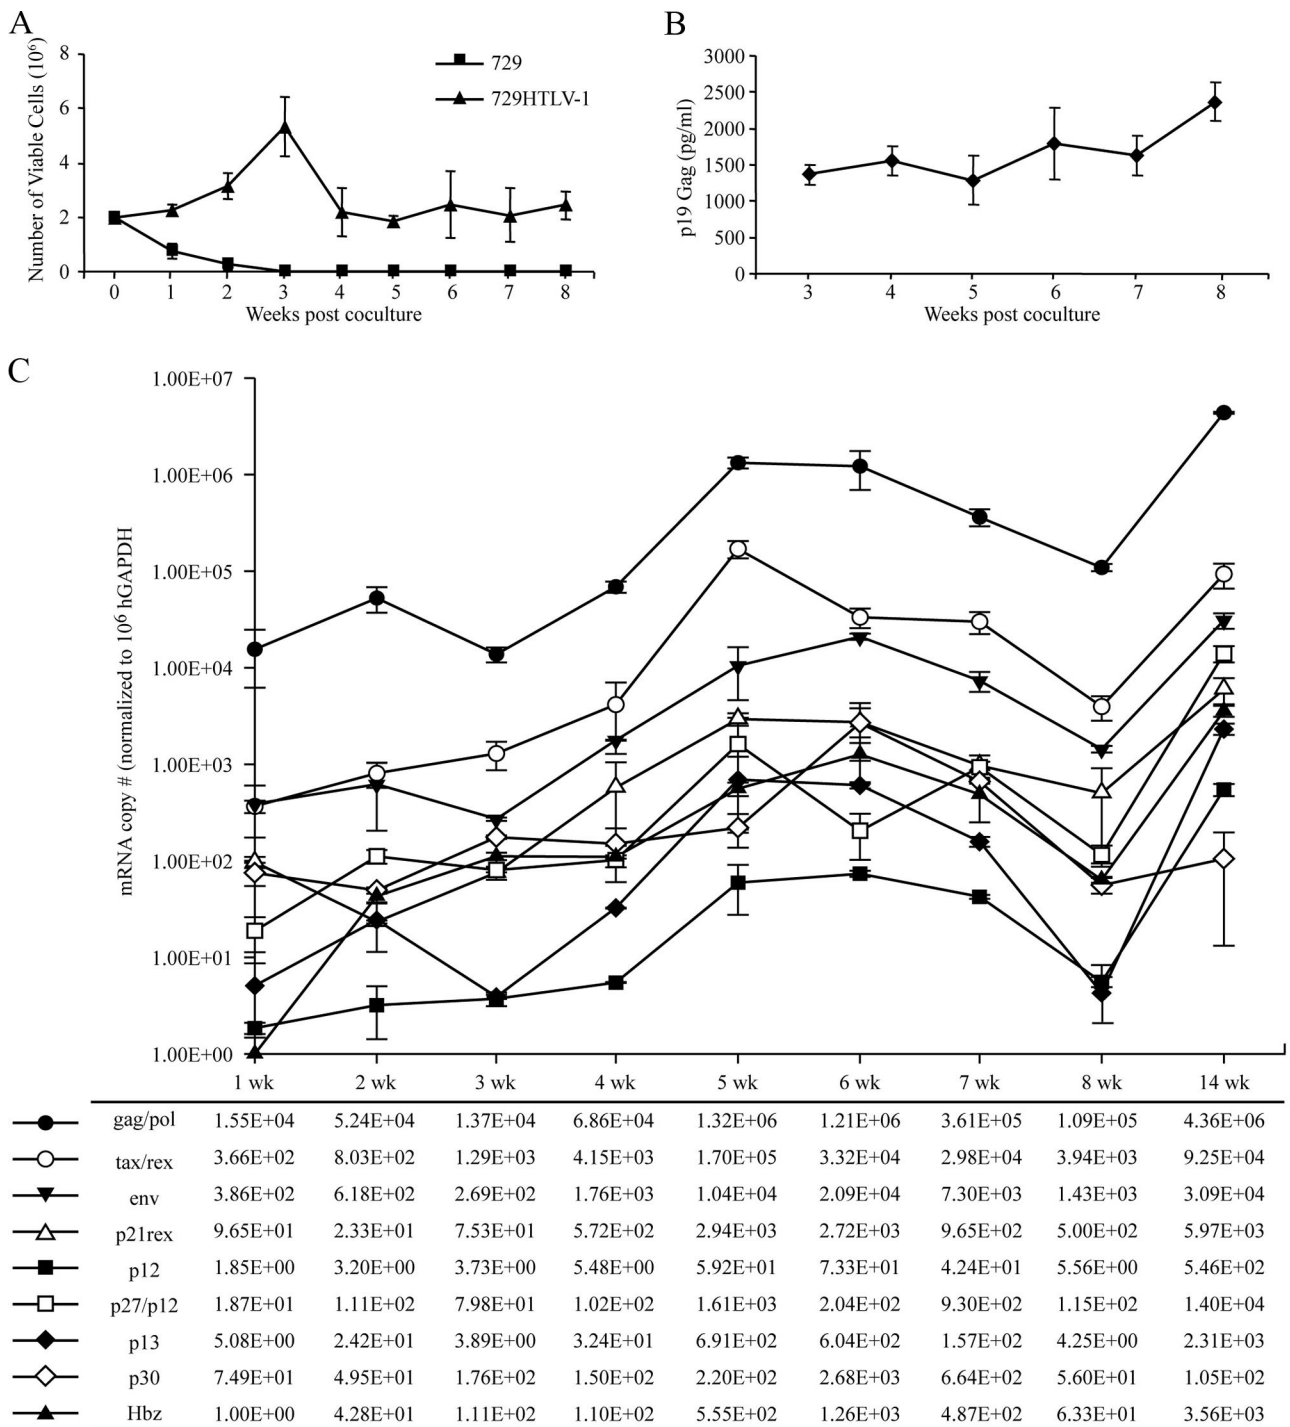 A
Number of Viable Cells (10⁶)
8
6
4
2
0
729
729HTLV-1
0 1 2 3 4 5 6 7 8
Weeks post coculture
B
p19 Gag (pg/ml)
3000
2500
2000
1500
1000
500
0
3 4 5 6 7 8
Weeks post coculture
C
mRNA copy # (normalized to 10⁶ hGAPDH
1.00E+07
1.00E+06
1.00E+05
1.00E+04
1.00E+03
1.00E+02
1.00E+01
1.00E+00
1 wk 2 wk 3 wk 4 wk 5 wk 6 wk 7 wk 8 wk 14 wk
gag/pol 1.55E+04 5.24E+04 1.37E+04 6.86E+04 1.32E+06 1.21E+06 3.61E+05 1.09E+05 4.36E+06
tax/rex 3.66E+02 8.03E+02 1.29E+03 4.15E+03 1.70E+05 3.32E+04 2.98E+04 3.94E+03 9.25E+04
env 3.86E+02 6.18E+02 2.69E+02 1.76E+03 1.04E+04 2.09E+04 7.30E+03 1.43E+03 3.09E+04
p21rex 9.65E+01 2.33E+01 7.53E+01 5.72E+02 2.94E+03 2.72E+03 9.65E+02 5.00E+02 5.97E+03
p12 1.85E+00 3.20E+00 3.73E+00 5.48E+00 5.92E+01 7.33E+01 4.24E+01 5.56E+00 5.46E+02
p27/p12 1.87E+01 1.11E+02 7.98E+01 1.02E+02 1.61E+03 2.04E+02 9.30E+02 1.15E+02 1.40E+04
p13 5.08E+00 2.42E+01 3.89E+00 3.24E+01 6.91E+02 6.04E+02 1.57E+02 4.25E+00 2.31E+03
p30 7.49E+01 4.95E+01 1.76E+02 1.50E+02 2.20E+02 2.68E+03 6.64E+02 5.60E+01 1.05E+02
Hbz 1.00E+00 4.28E+01 1.11E+02 1.10E+02 5.55E+02 1.26E+03 4.87E+02 6.33E+01 3.56E+03